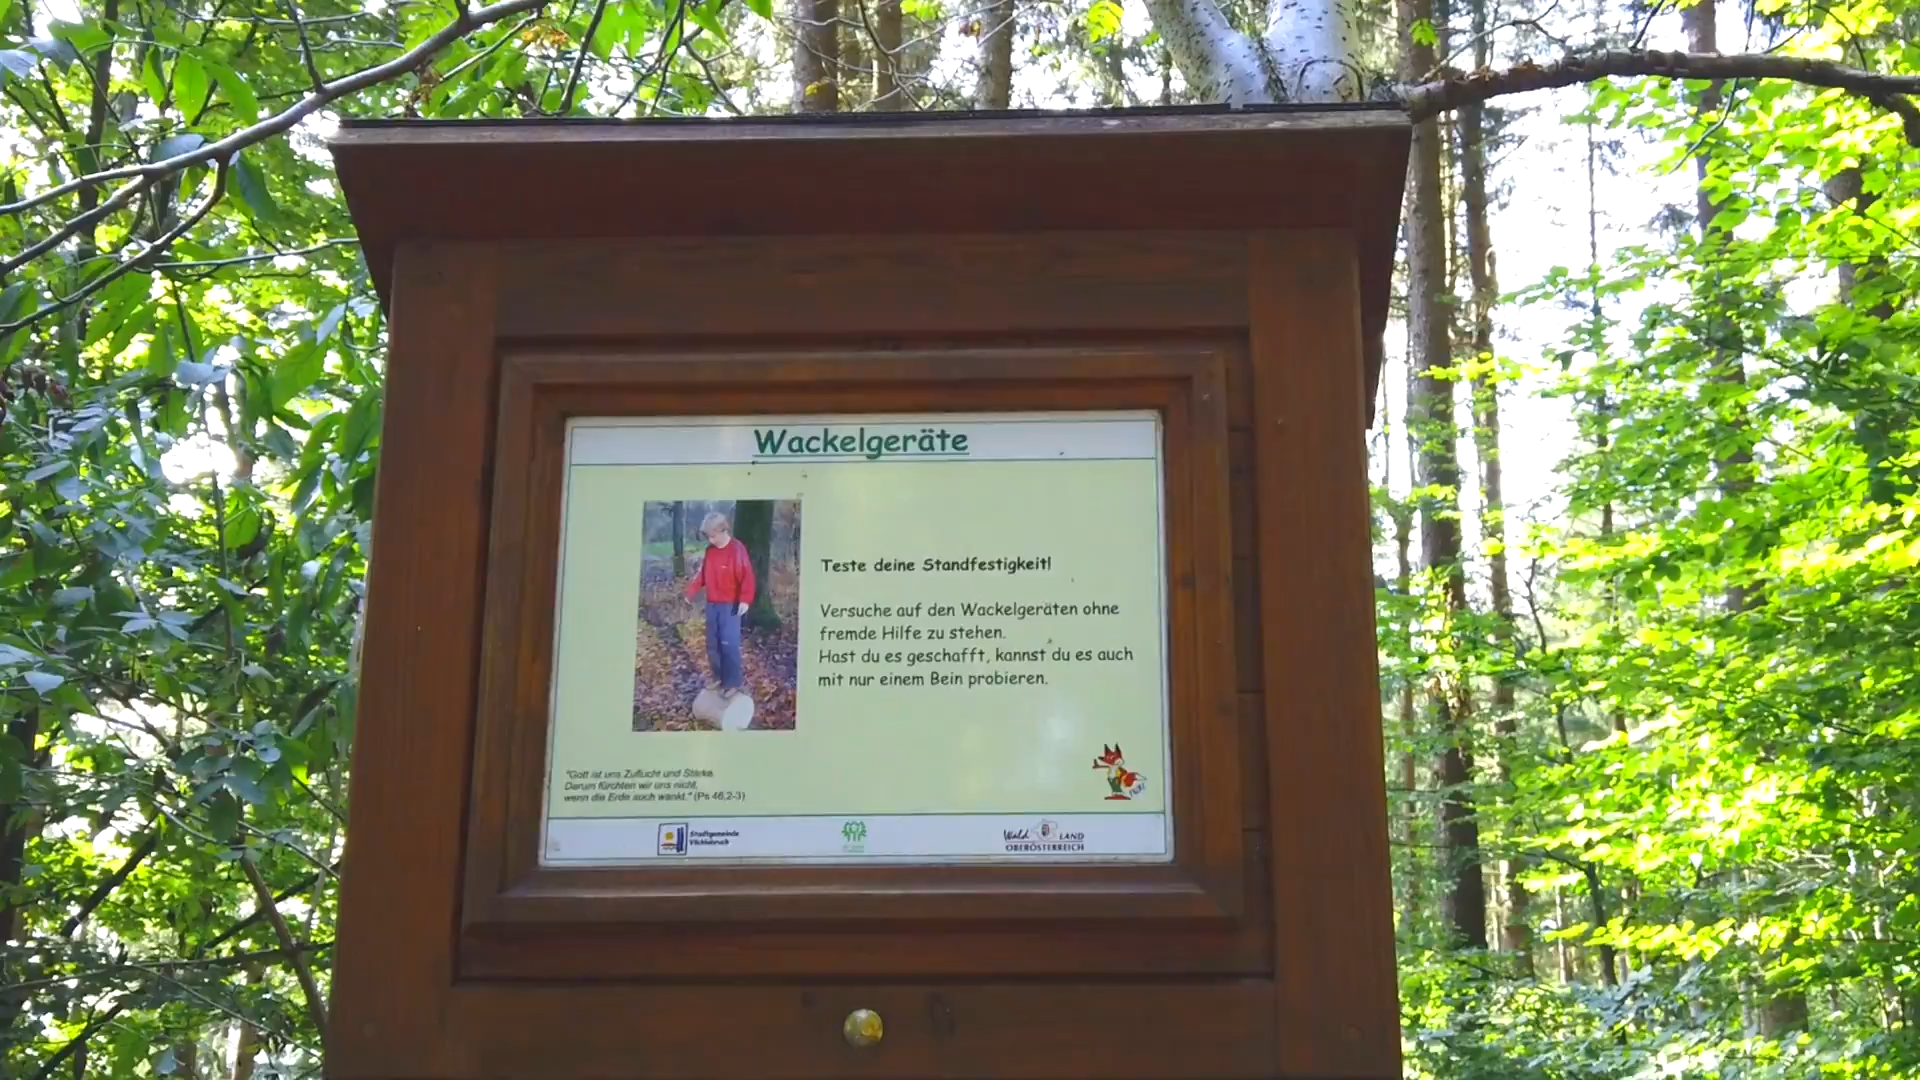 Wackelgeräte
Teste deine Standfestigkeit!
Versuche auf den Wackelgeräten ohne
fremde Hilfe zu stehen.
Hast du es geschafft, kannst du es auch
mit nur einem Bein probieren.
"Gott ist uns Zuflucht und Stärke.
Darum fürchten wir uns nicht,
wenn die Erde auch wankt." (Ps 46,2-3)
Stadtgemeinde
Vöcklabruck
Wald LAND
OBERÖSTERREICH